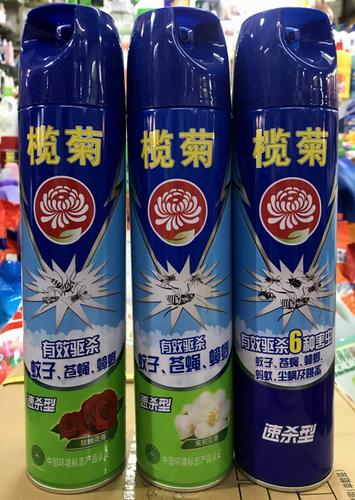 榄菊
有效驱杀
蚊子、苍蝇、蟑螂
速杀型
玫瑰花香
中国环境标志产品认证
榄菊
有效驱杀
蚊子、苍蝇、蟑螂
速杀型
茉莉花香
中国环境标志产品认证
榄菊
有效驱杀6种害虫
蚊子、苍蝇、蟑螂、
蚂蚁、尘螨及跳蚤
速杀型